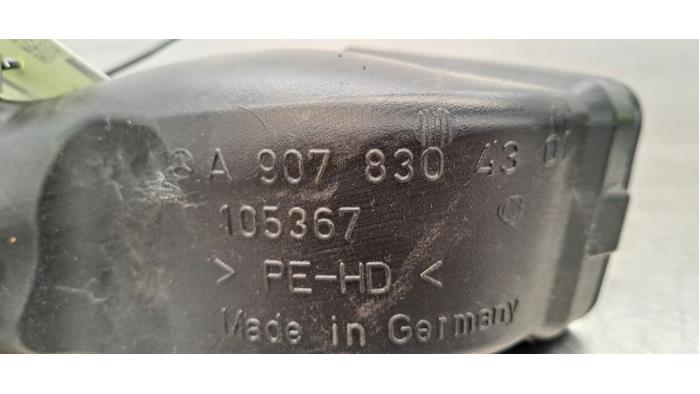 A 907 830 43 01
105367
> PE-HD <
Made in Germany